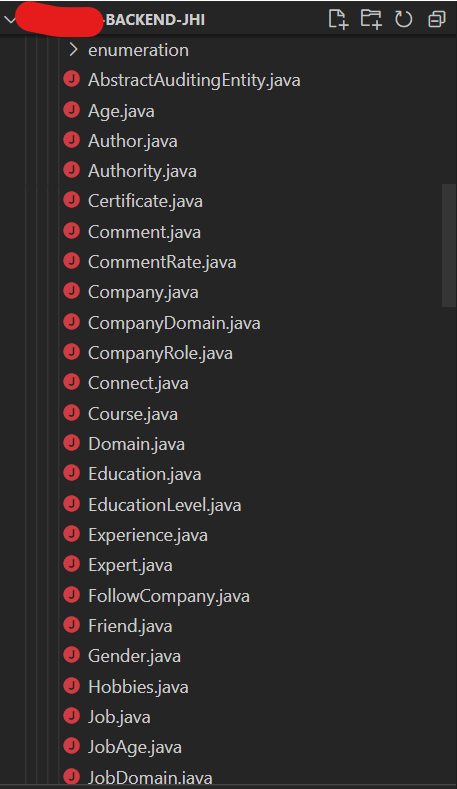 -BACKEND-JHI
enumeration
J AbstractAuditingEntity.java
J Age.java
J Author.java
J Authority.java
J Certificate.java
J Comment.java
J CommentRate.java
J Company.java
J CompanyDomain.java
J CompanyRole.java
J Connect.java
J Course.java
J Domain.java
J Education.java
J EducationLevel.java
J Experience.java
J Expert.java
J FollowCompany.java
J Friend.java
J Gender.java
J Hobbies.java
J Job.java
J JobAge.java
J JobDomain.java